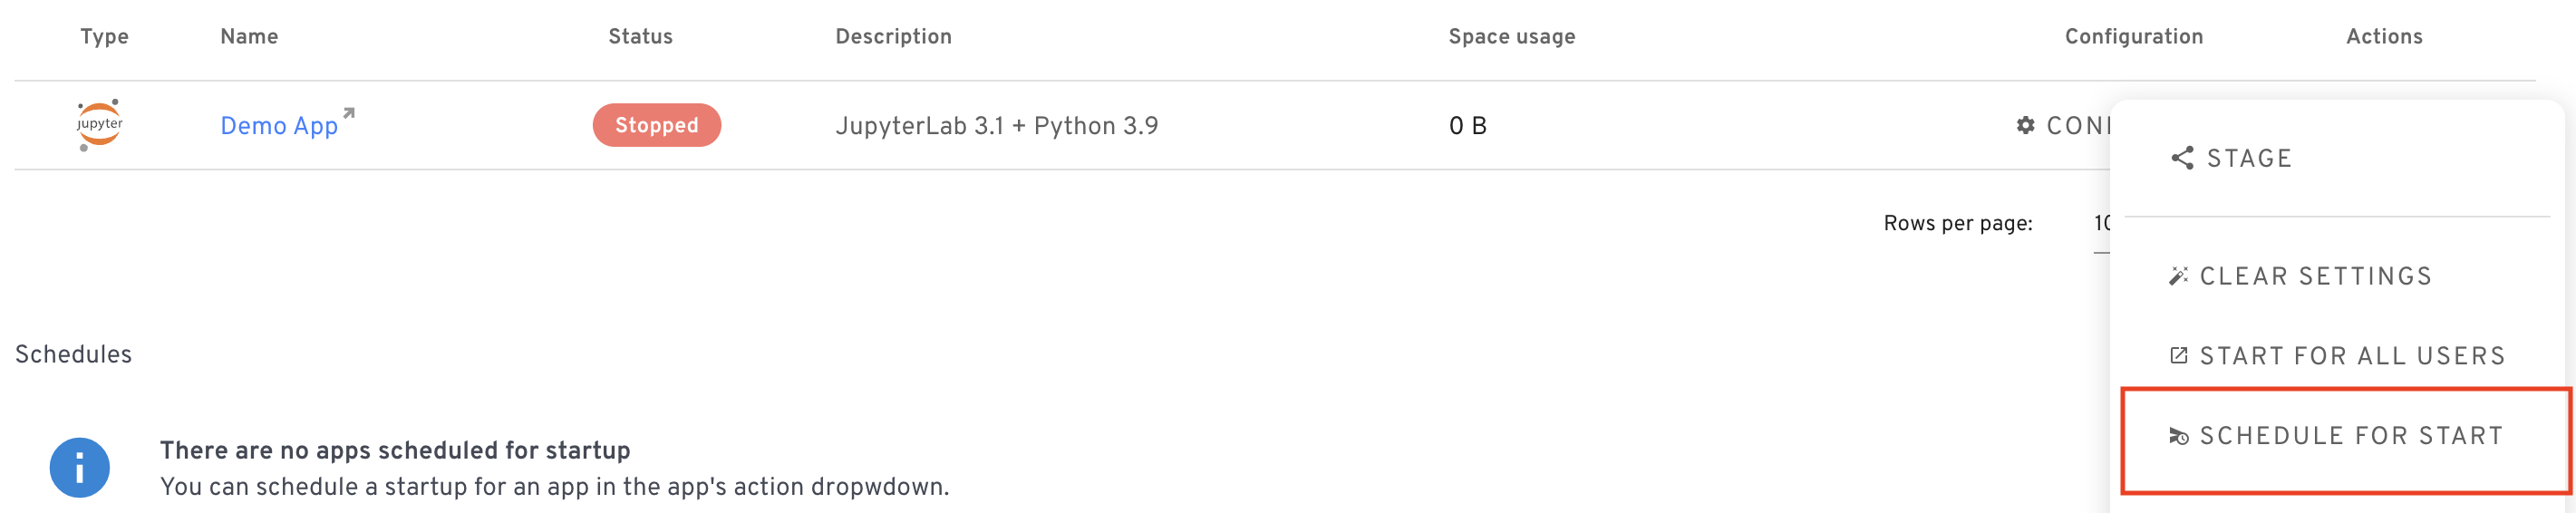 Type Name Status Description Space usage Configuration Actions
jupyter Demo App Stopped JupyterLab 3.1 + Python 3.9 0 B
STAGE
Rows per page: 10
CLEAR SETTINGS
START FOR ALL USERS
SCHEDULE FOR START
Schedules
There are no apps scheduled for startup
You can schedule a startup for an app in the app's action dropwdown.